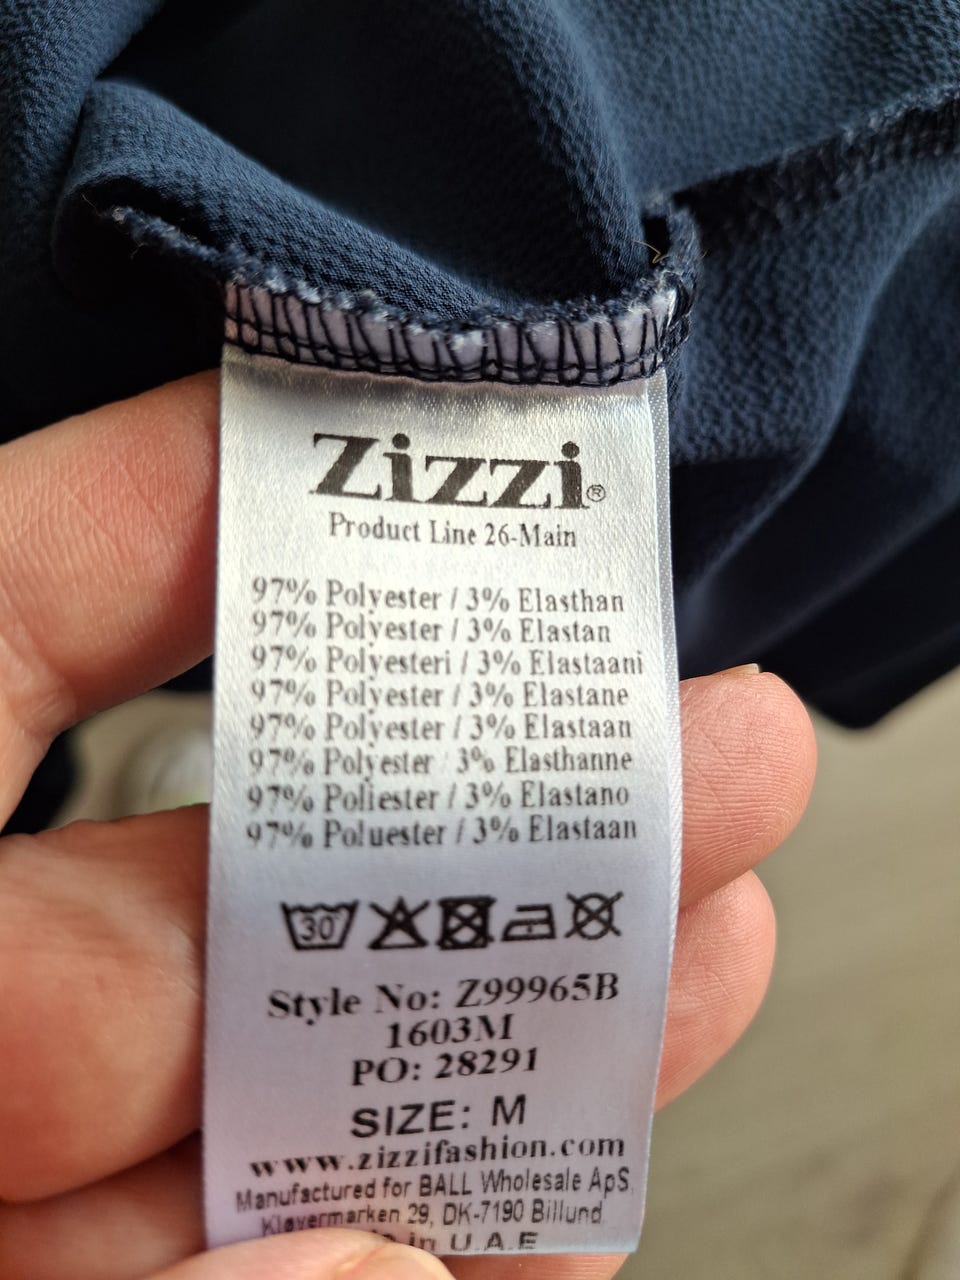 Zizzi®
Product Line 26-Main
97% Polyester / 3% Elasthan
97% Polyester / 3% Elastan
97% Polyesteri / 3% Elastaani
97% Polyester / 3% Elastane
97% Polyester / 3% Elastaan
97% Polyester 3% Elasthanne
97% Poliester / 3% Elastano
97% Poluester / 3% Elastaan
30°
Style No: Z99965B
1603M
PO: 28291
SIZE: M
www.zizzifashion.com
Manufactured for BALL Wholesale ApS.
Kløvermarken 29, DK-7190 Billund
in U.A.E